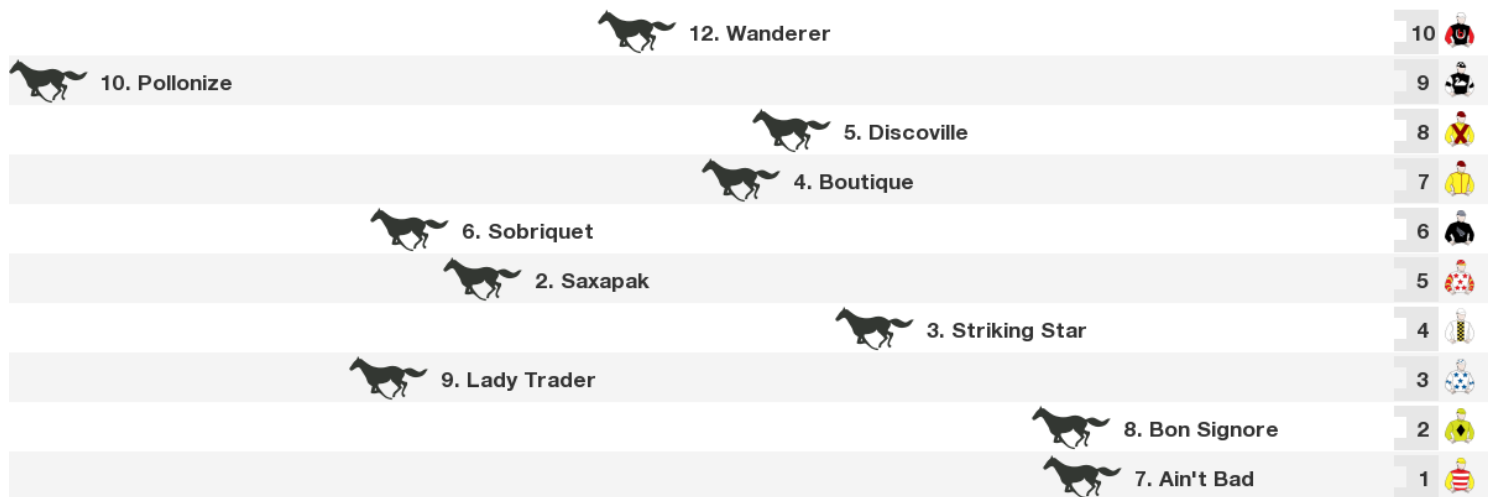 12. Wanderer 10
10. Pollonize 9
5. Discoville 8
4. Boutique 7
6. Sobriquet 6
2. Saxapak 5
3. Striking Star 4
9. Lady Trader 3
8. Bon Signore 2
7. Ain't Bad 1